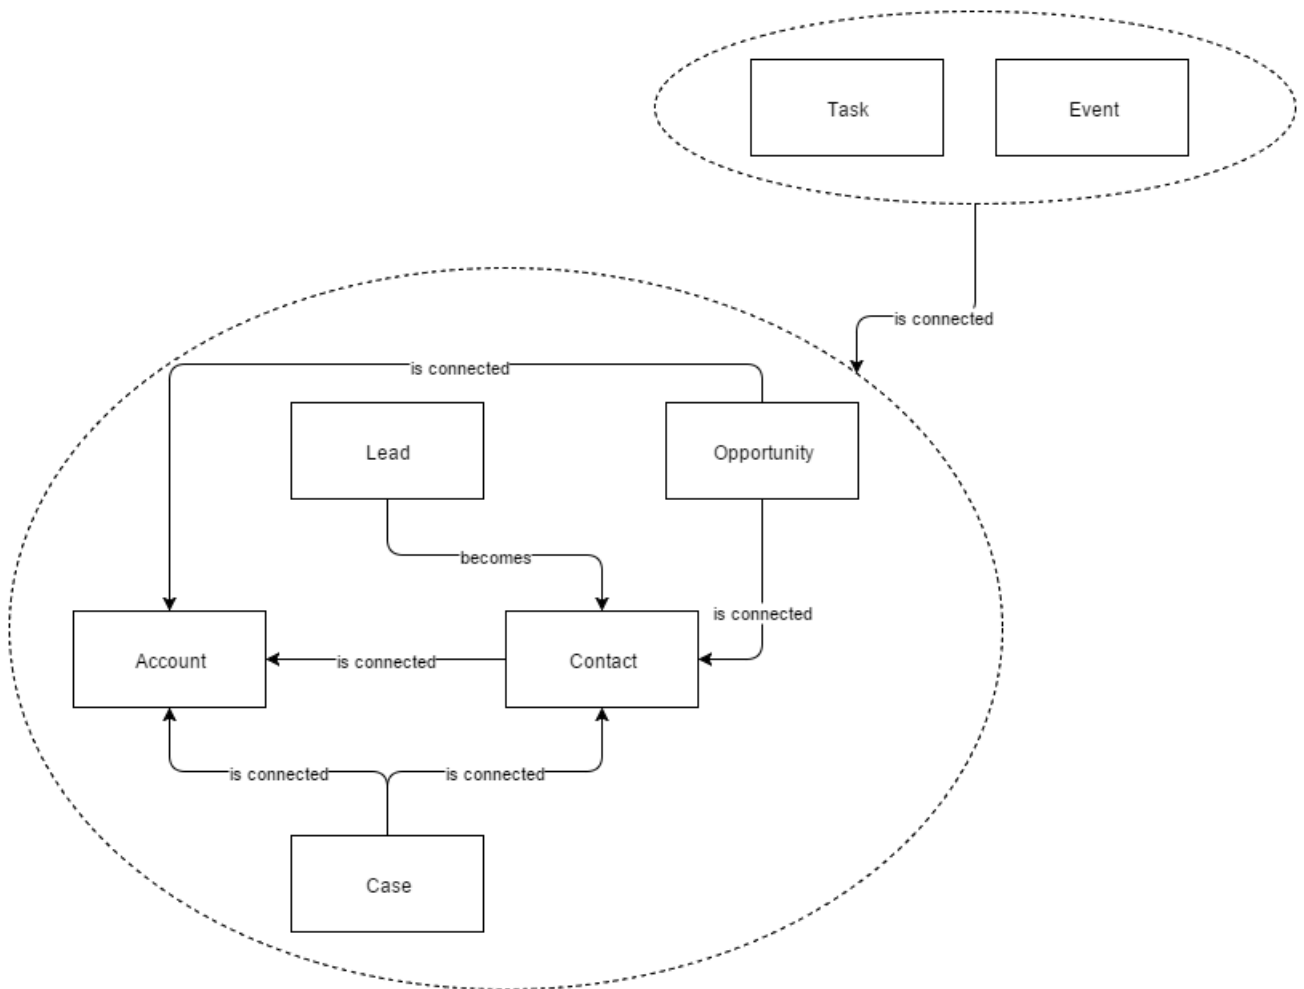 Task
Event
is connected
is connected
Lead
Opportunity
becomes
is connected
Account
is connected
Contact
is connected
is connected
Case